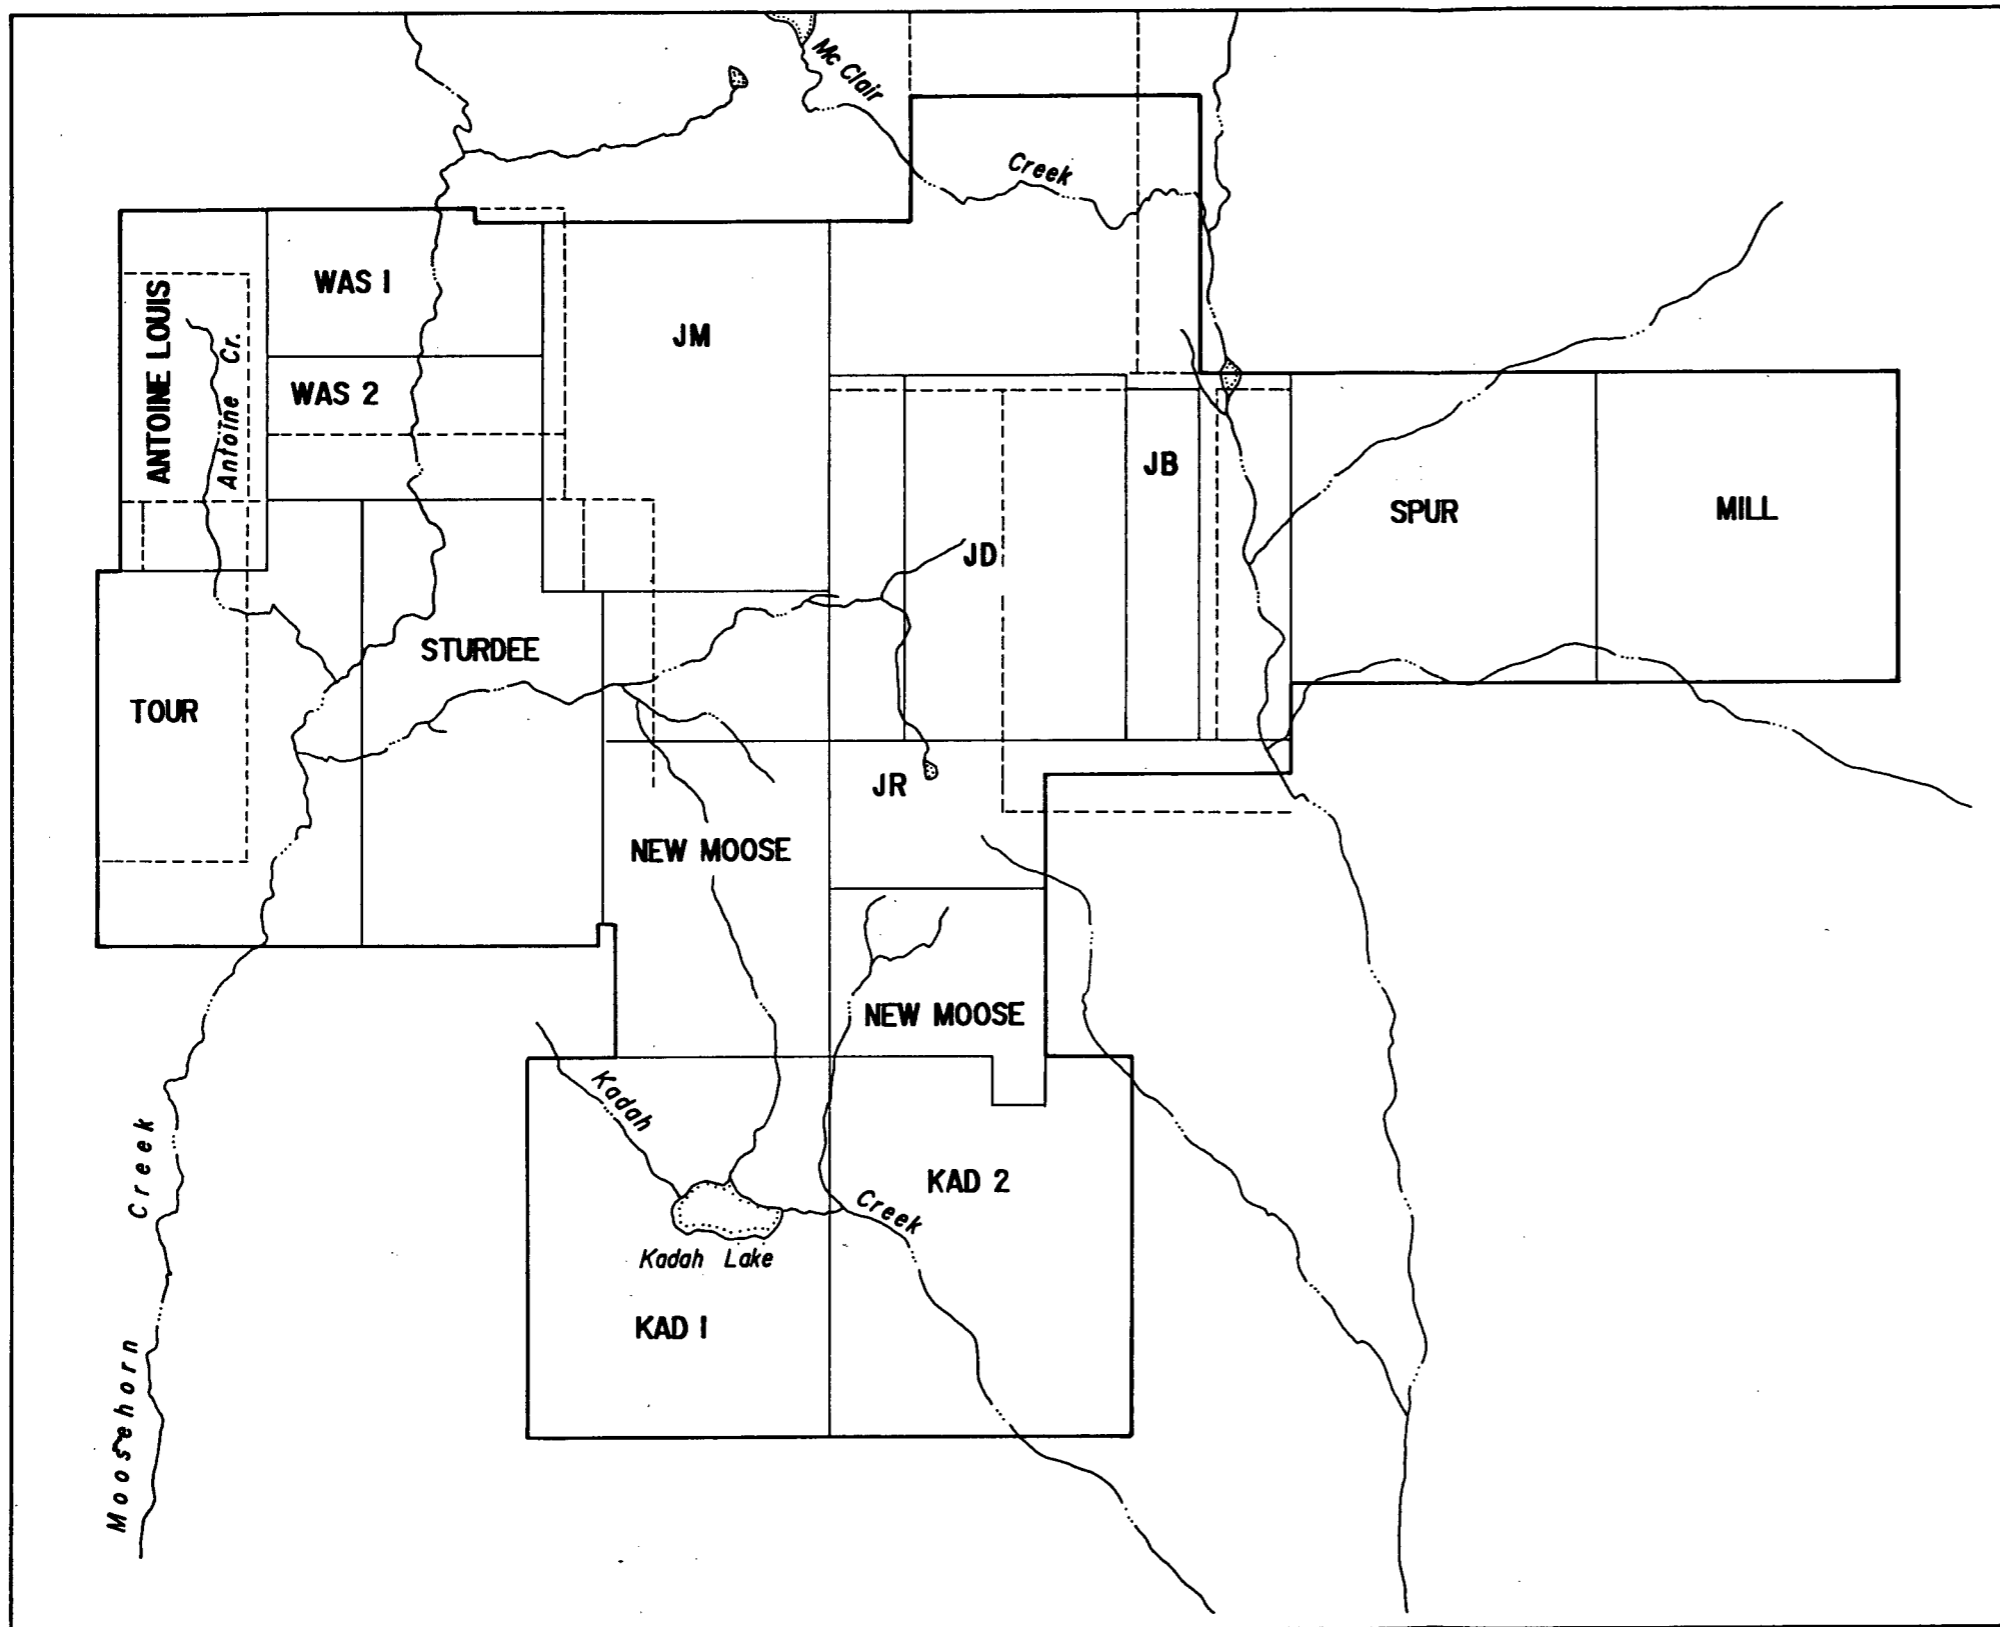 Mc Clair
Creek
WAS 1
JM
ANTOINE LOUIS
Antoine Cr.
WAS 2
JB
SPUR
MILL
JD
STURDEE
TOUR
JR
NEW MOOSE
NEW MOOSE
Kadah
Creek
KAD 2
Kadah Lake
KAD 1
Moosehorn Creek